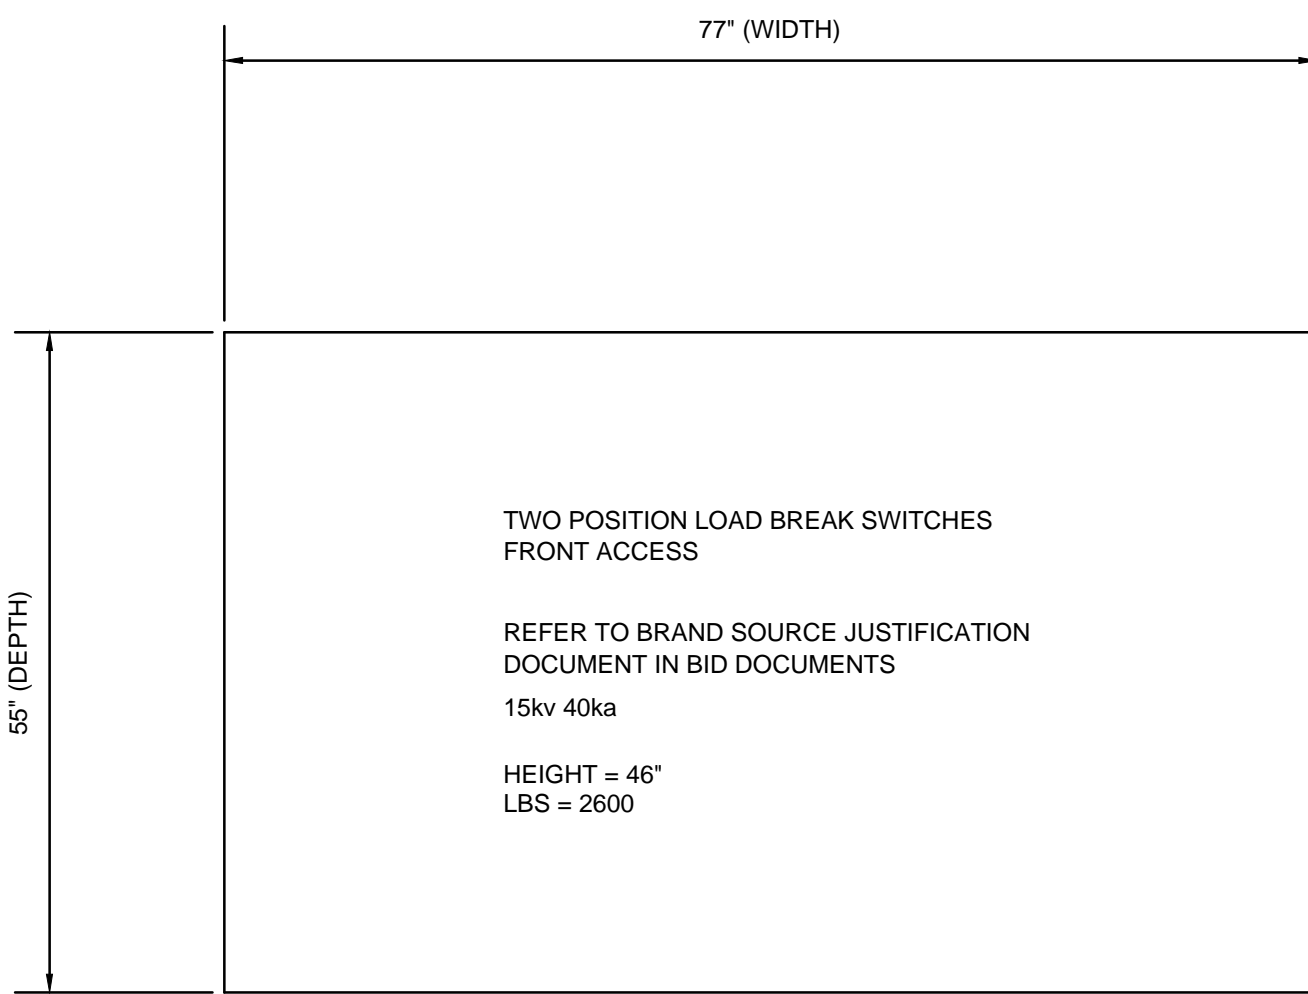 77" (WIDTH)
TWO POSITION LOAD BREAK SWITCHES
FRONT ACCESS
REFER TO BRAND SOURCE JUSTIFICATION
DOCUMENT IN BID DOCUMENTS
55" (DEPTH)
15kv 40ka
HEIGHT = 46"
LBS = 2600